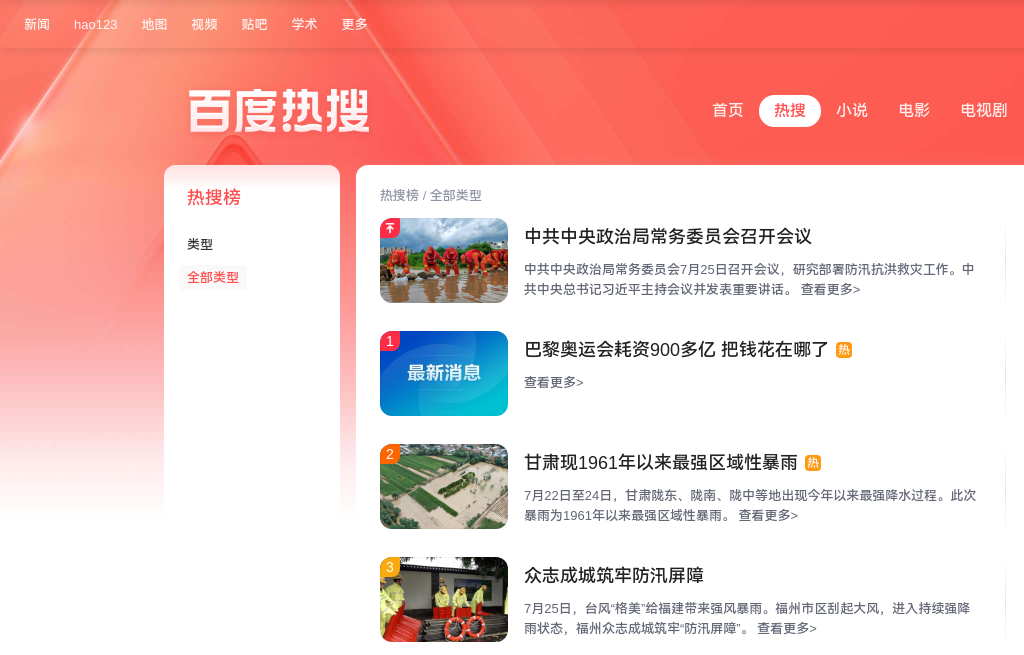 新闻 hao123 地图 视频 贴吧 学术 更多
百度热搜
首页 热搜 小说 电影 电视剧
热搜榜
类型
全部类型
热搜榜 / 全部类型
中共中央政治局常务委员会召开会议
中共中央政治局常务委员会7月25日召开会议，研究部署防汛抗洪救灾工作。中
共中央总书记习近平主持会议并发表重要讲话。 查看更多>
1
最新消息
巴黎奥运会耗资900多亿 把钱花在哪了 热
查看更多>
2
甘肃现1961年以来最强区域性暴雨 热
7月22日至24日，甘肃陇东、陇南、陇中等地出现今年以来最强降水过程。此次
暴雨为1961年以来最强区域性暴雨。 查看更多>
3
众志成城筑牢防汛屏障
7月25日，台风“格美”给福建带来强风暴雨。福州市区刮起大风，进入持续强降
雨状态，福州众志成城筑牢“防汛屏障”。 查看更多>